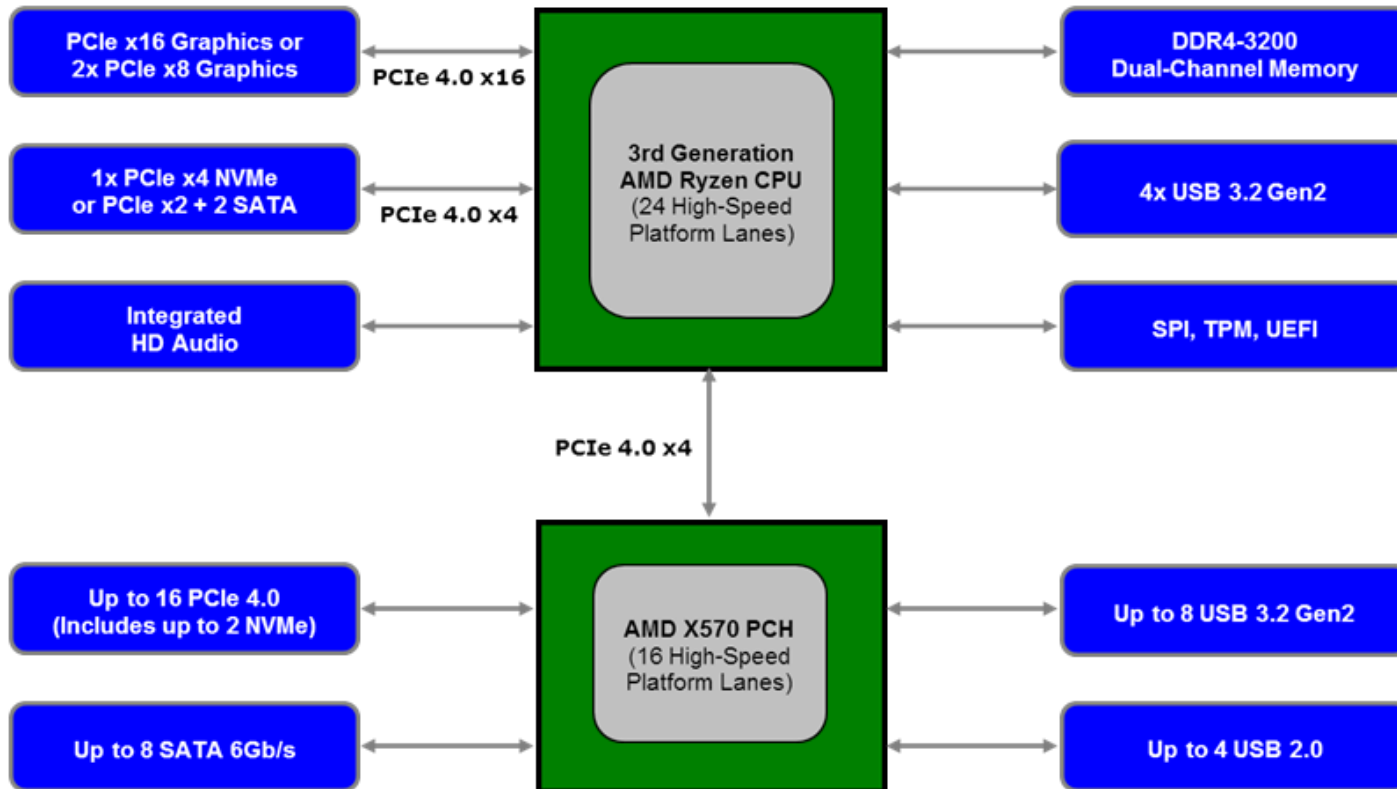 PCIe x16 Graphics or
2x PCIe x8 Graphics
PCIe 4.0 x16
DDR4-3200
Dual-Channel Memory
3rd Generation
AMD Ryzen CPU
(24 High-Speed
Platform Lanes)
1x PCIe x4 NVMe
or PCIe x2 + 2 SATA
PCIe 4.0 x4
4x USB 3.2 Gen2
Integrated
HD Audio
SPI, TPM, UEFI
PCIe 4.0 x4
Up to 16 PCIe 4.0
(Includes up to 2 NVMe)
AMD X570 PCH
(16 High-Speed
Platform Lanes)
Up to 8 USB 3.2 Gen2
Up to 8 SATA 6Gb/s
Up to 4 USB 2.0